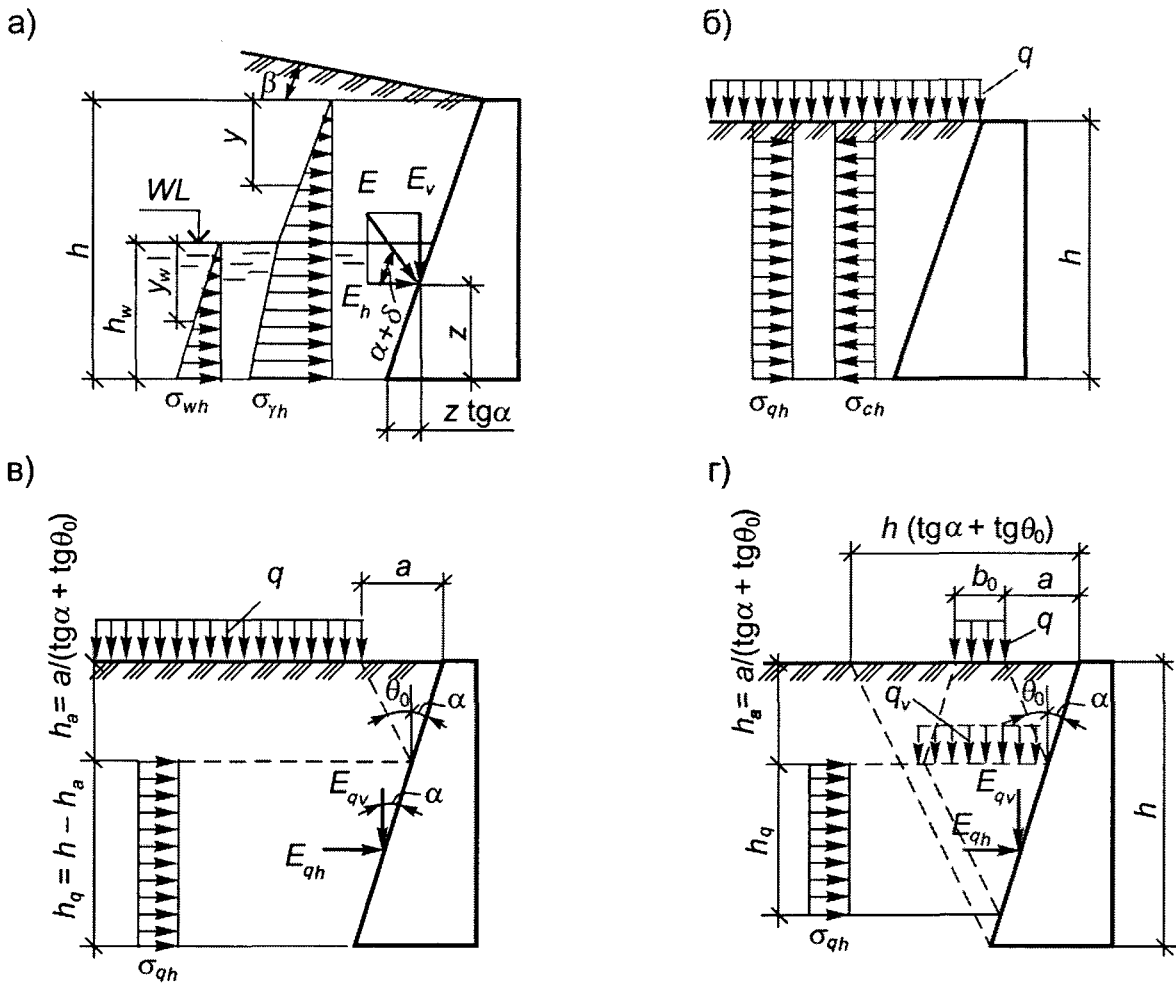 а)
β
y
WL
E
E_v
h
h_w
y_w
E_h
α + δ
z
σ_wh
σ_γh
z tgα
б)
q
h
σ_qh
σ_ch
в)
h_a = a/(tgα + tgθ_0)
q
a
θ_0
α
h_q = h – h_a
E_qv
α
E_qh
σ_qh
г)
h (tgα + tgθ_0)
b_0
a
q
h_a = a/(tgα + tgθ_0)
q_v
θ_0
α
E_qv
E_qh
h_q
h
σ_qh